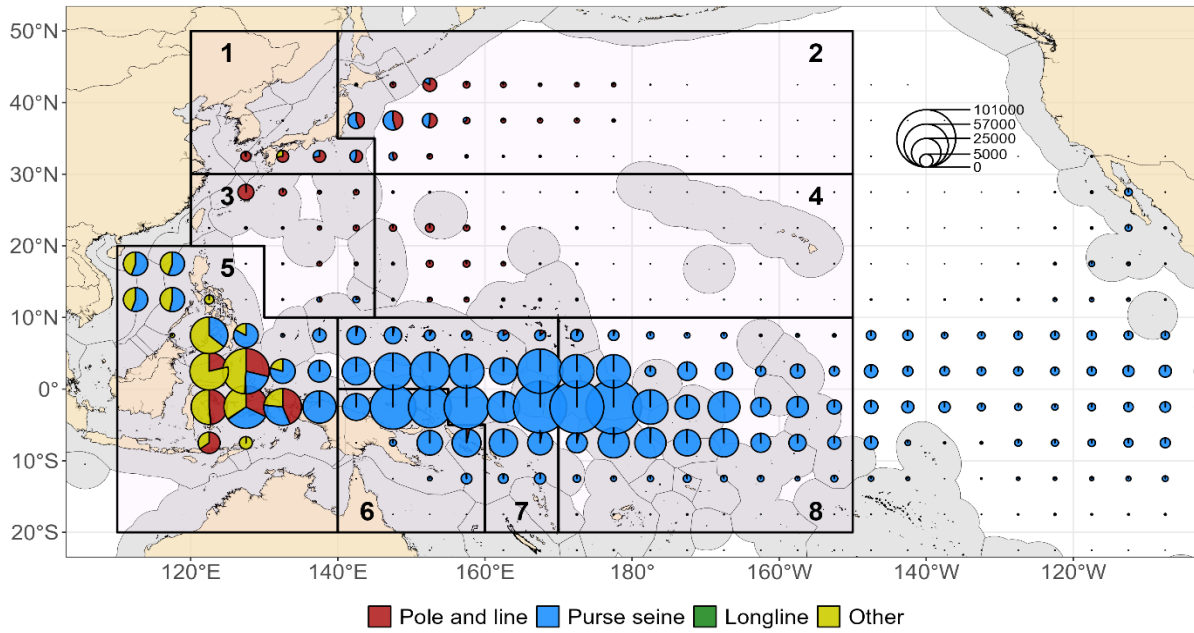 50°N
40°N
30°N
20°N
10°N
0°
10°S
20°S
1
2
3
4
5
6
7
8
101000
57000
25000
5000
0
120°E
140°E
160°E
180°
160°W
140°W
120°W
Pole and line
Purse seine
Longline
Other